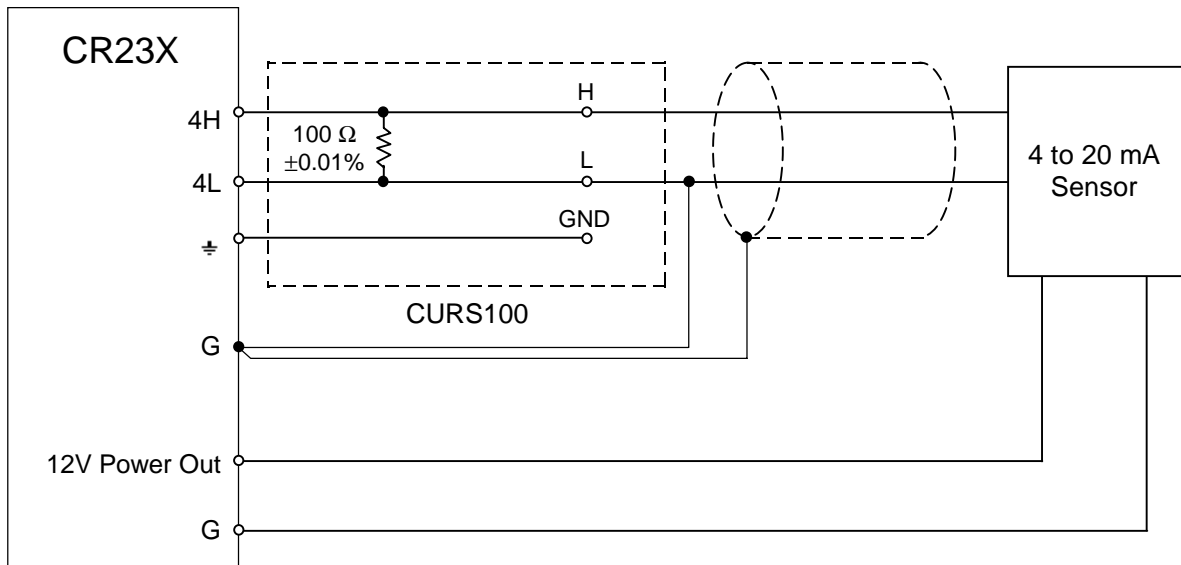 CR23X
4H
4L
G
12V Power Out
G
100 Ω
±0.01%
H
L
GND
CURS100
4 to 20 mA
Sensor